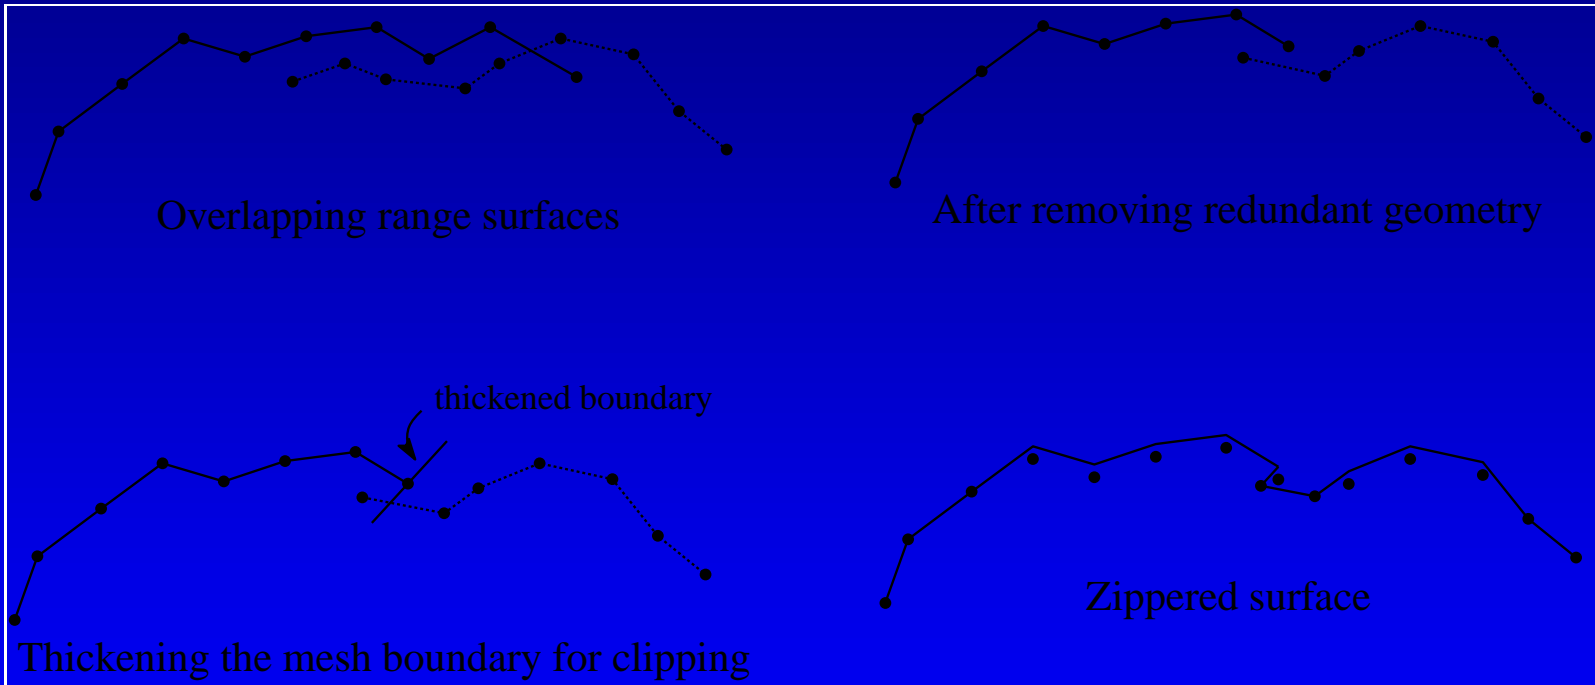 Overlapping range surfaces
After removing redundant geometry
thickened boundary
Thickening the mesh boundary for clipping
Zippered surface